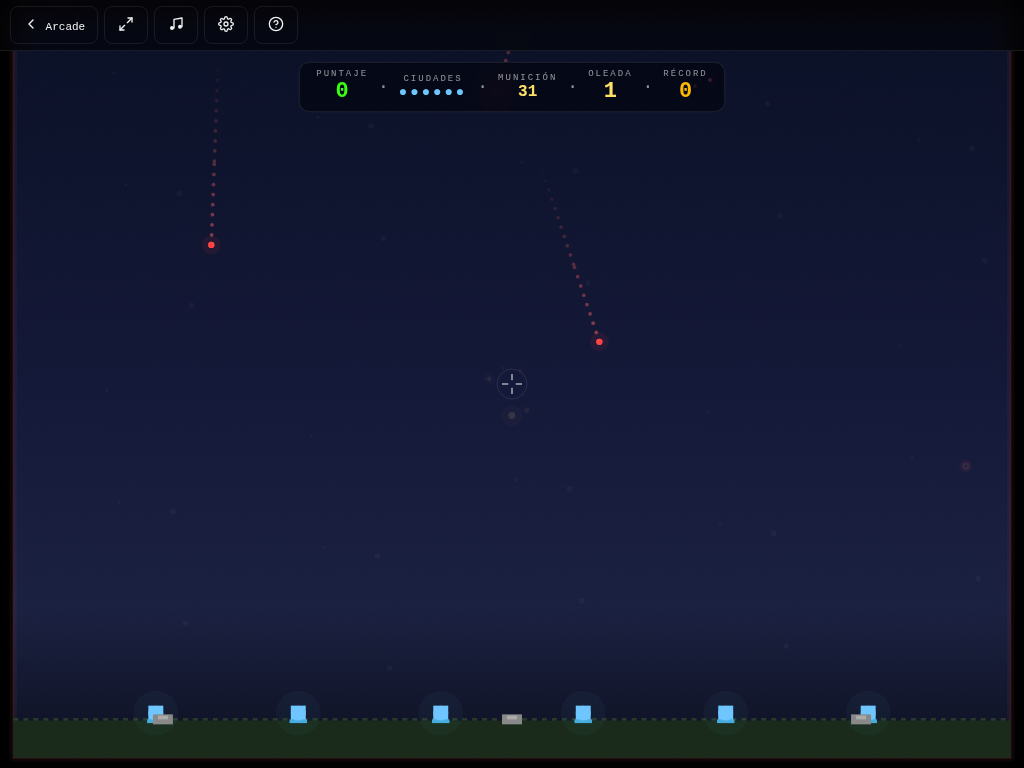 Arcade
PUNTAJE
0
CIUDADES
MUNICIÓN
31
OLEADA
1
RÉCORD
0